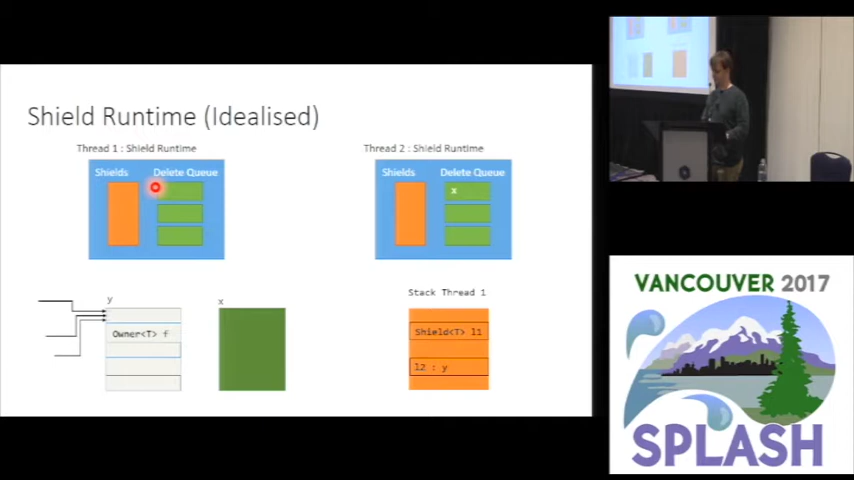 Shield Runtime (Idealised)
Thread 1 : Shield Runtime
Shields Delete Queue
Thread 2 : Shield Runtime
Shields Delete Queue
x
y
Owner<T> f
x
Stack Thread 1
Shield<T> l1
l2 : y
VANCOUVER 2017
SPLASH